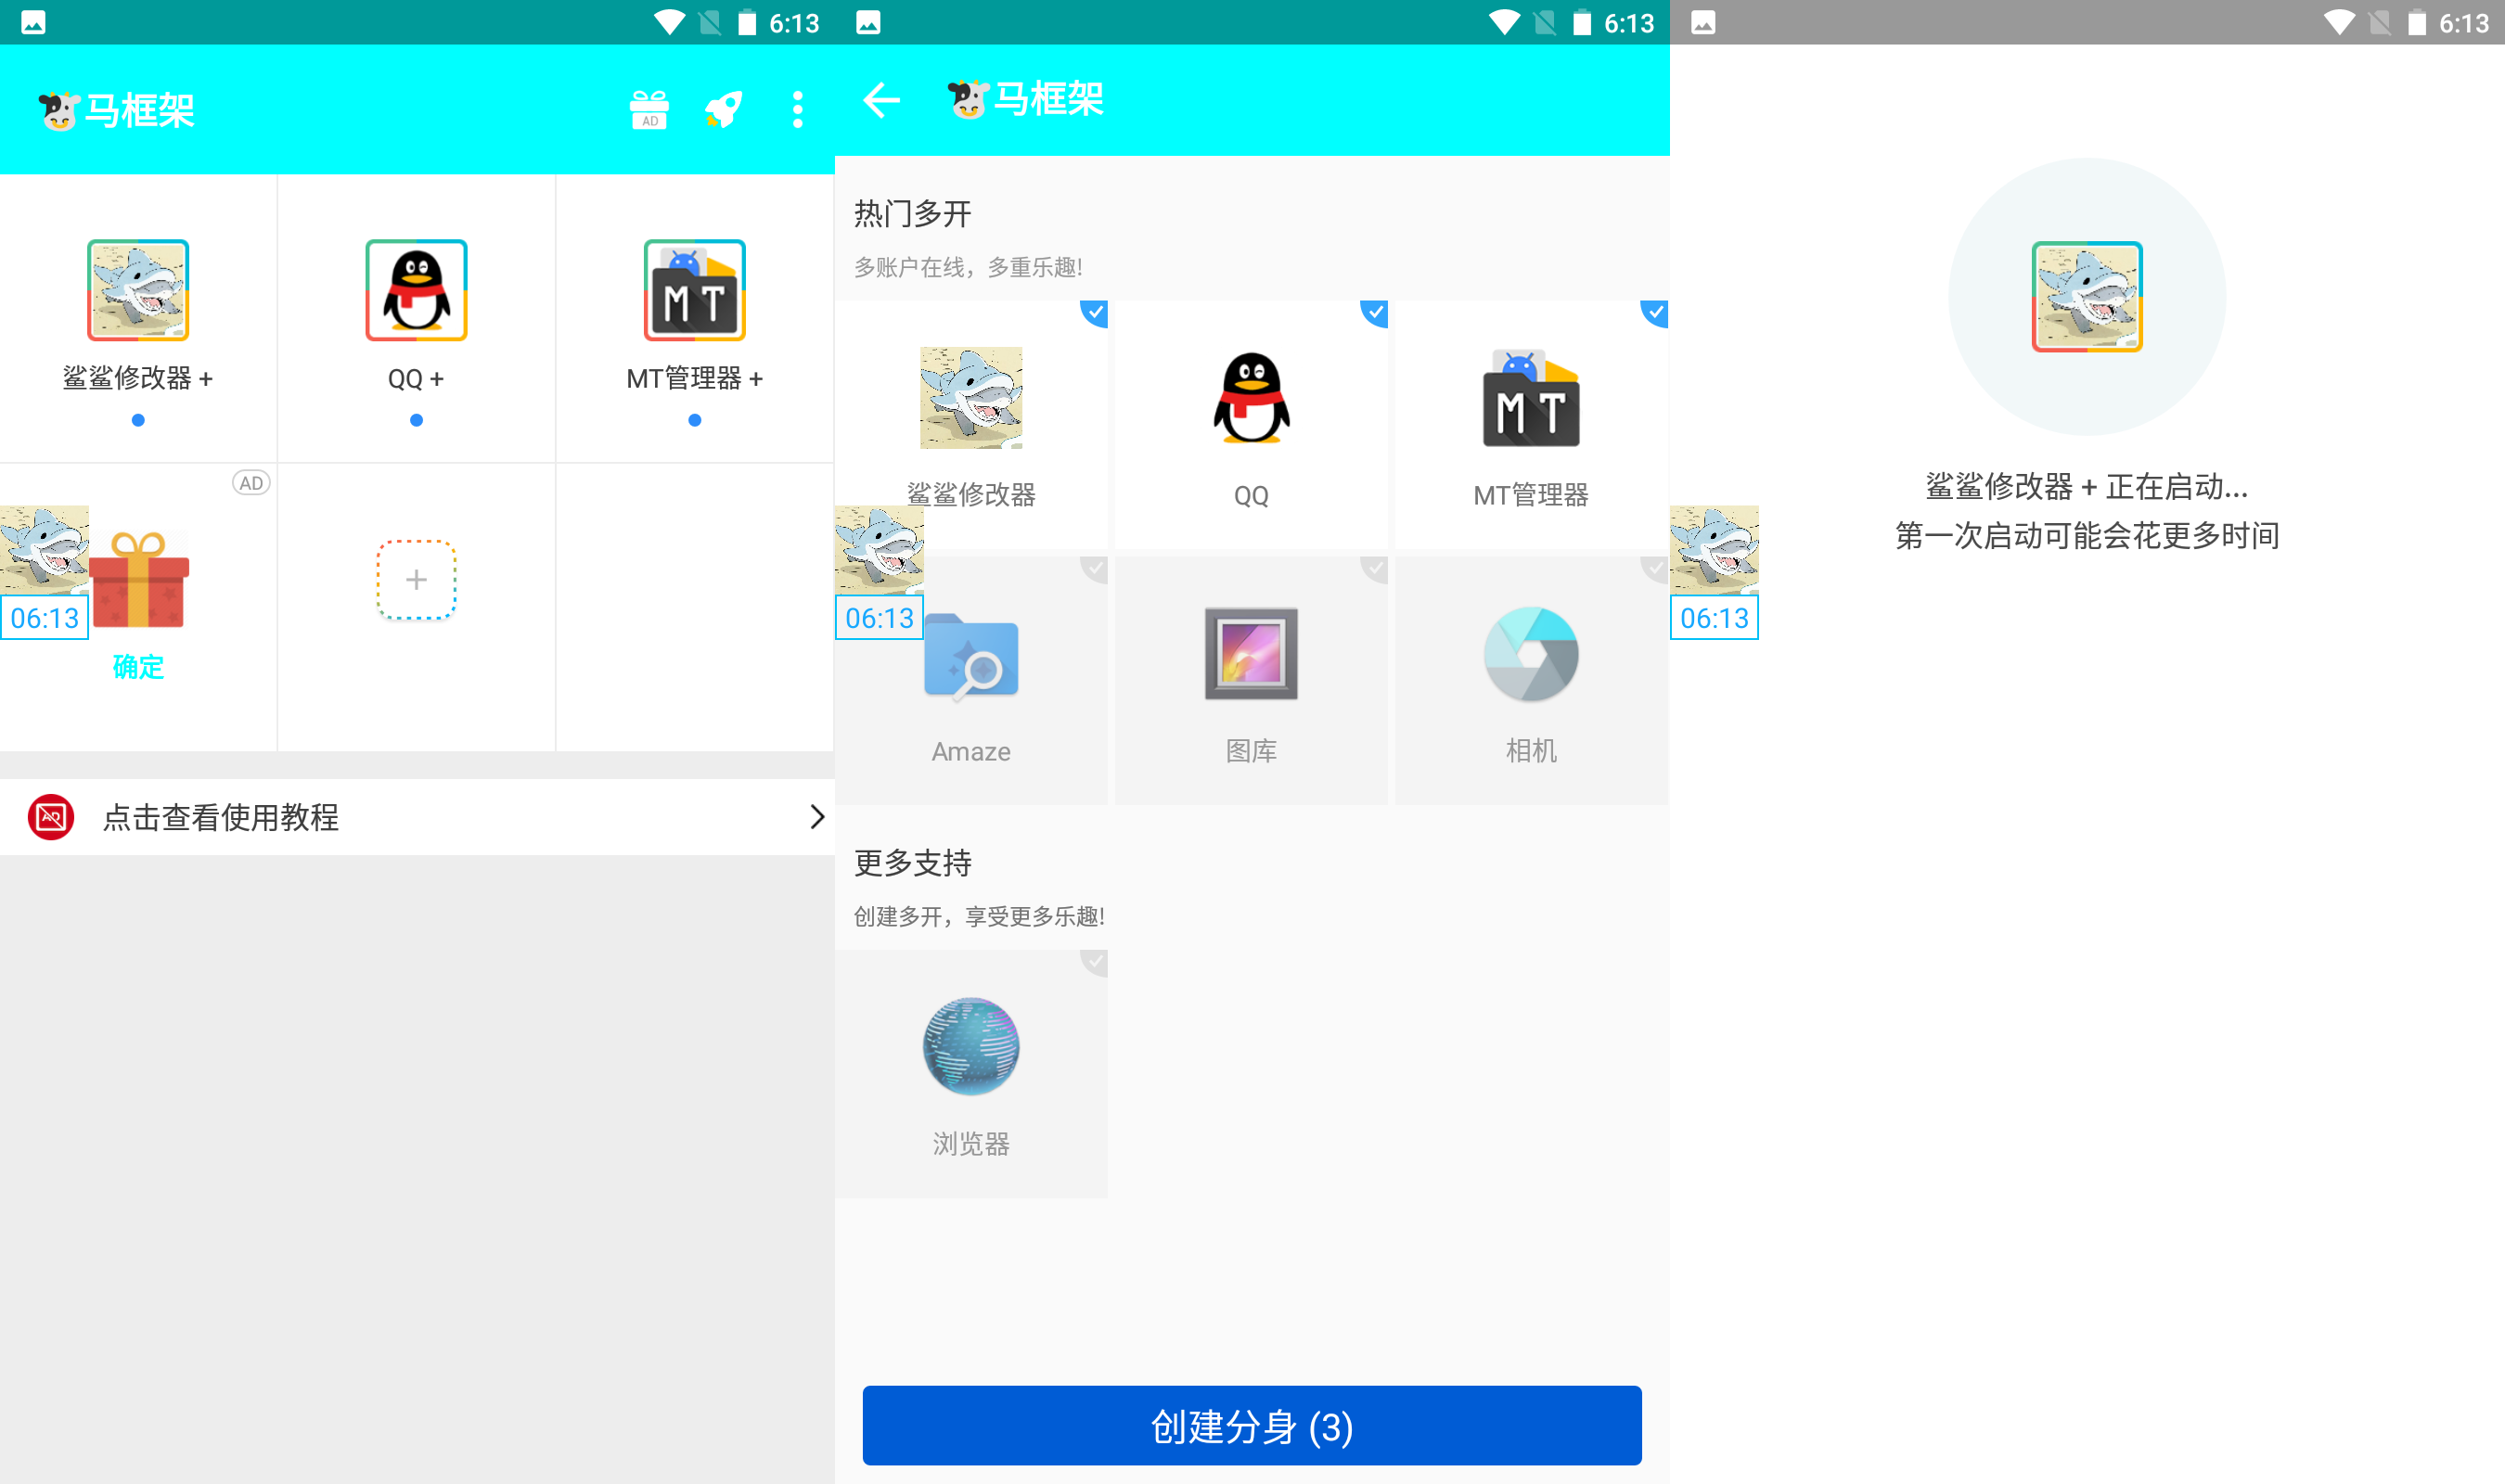 6:13
🐮马框架
AD
鲨鲨修改器 +
QQ +
MT
MT管理器 +
AD
06:13
确定
AD
点击查看使用教程
6:13
🐮马框架
热门多开
多账户在线，多重乐趣!
鲨鲨修改器
QQ
MT
MT管理器
06:13
Amaze
图库
相机
更多支持
创建多开，享受更多乐趣!
浏览器
创建分身 (3)
6:13
鲨鲨修改器 + 正在启动...
第一次启动可能会花更多时间
06:13